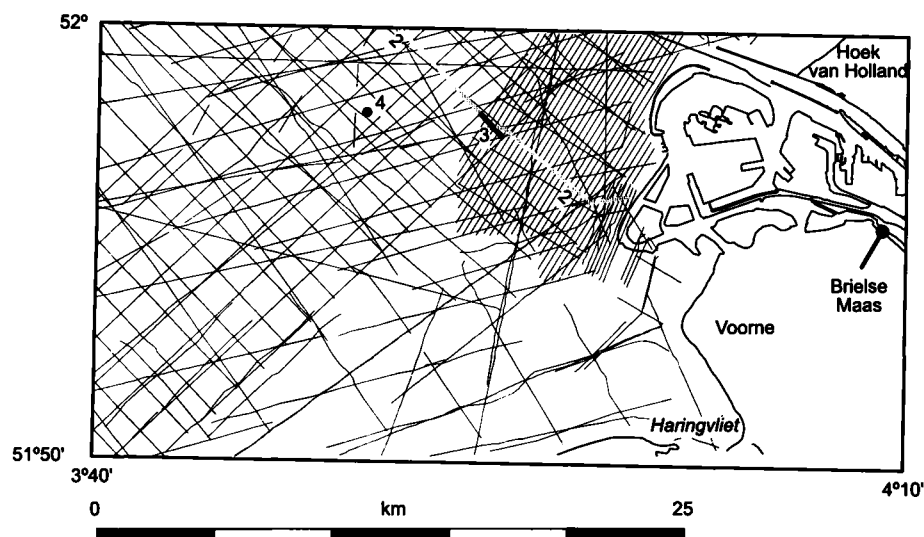 52°
2
Hoek
van Holland
4
3
2
Brielse
Maas
Voorne
Haringvliet
51°50'
3°40'
4°10'
0 km 25